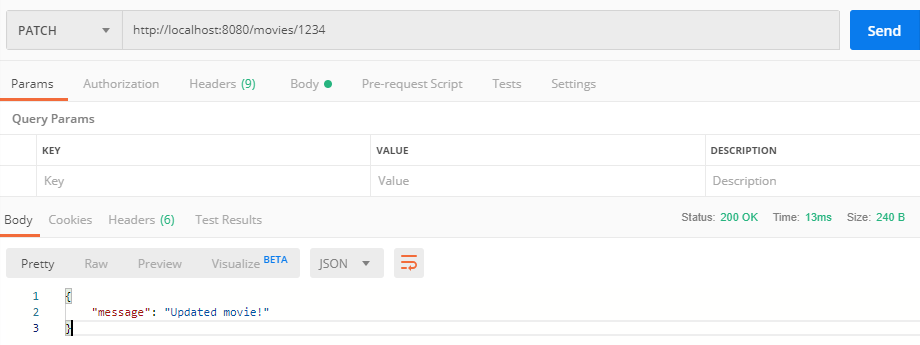 PATCH http://localhost:8080/movies/1234 Send
Params Authorization Headers (9) Body Pre-request Script Tests Settings
Query Params
KEY VALUE DESCRIPTION
Key Value Description
Body Cookies Headers (6) Test Results Status: 200 OK Time: 13ms Size: 240 B
Pretty Raw Preview Visualize BETA JSON
1 {
2 "message": "Updated movie!"
3 }